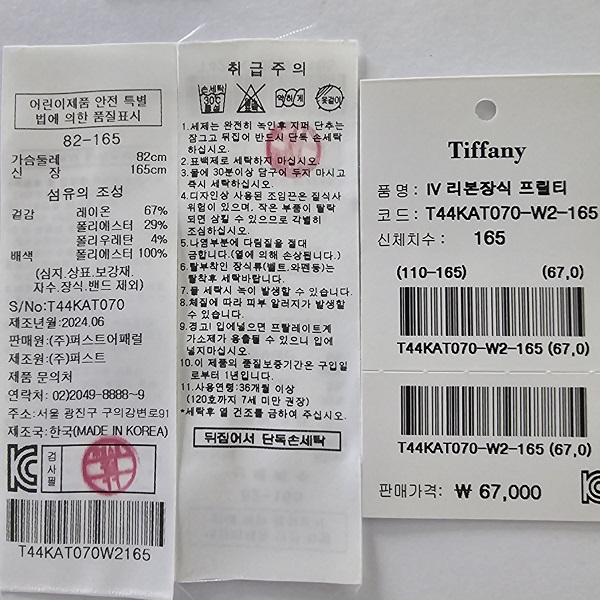 어린이제품 안전 특별
법에 의한 품질표시
82-165
가슴둘레 82cm
신 장 165cm
섬유의 조성
겉감 레이온 67%
폴리에스터 29%
폴리우레탄 4%
배색 폴리에스터 100%
(심지.상표.보강재,
자수.장식.밴드 제외)
S/No:T44KAT070
제조년월:2024.06
판매원:(주)퍼스트어패럴
제조원:(주)퍼스트
제품 문의처
연락처: 02)2049-8888~9
주소:서울 광진구 구의강변로91
제조국:한국(MADE IN KOREA)
검사필
T44KAT070W2165
취급주의
손세탁
30℃
중성
약하게
옷걸이
1.세제는 완전히 녹인후 지퍼 단추는
잠그고 뒤집어 반드시 단독 손세탁
하십시오.
2.표백제로 세탁하지 마십시오.
3.물에 30분이상 담구어 두지 마시고
즉시 세탁하십시오.
4.디자인상 사용된 조임끈은 질식사
위험이 있으며, 작은 부품이 탈락
되면 삼킬 수 있으므로 각별히
조심하십시오.
5.나염부분에 다림질을 절대
금합니다.(열에 의해 손상됩니다.)
6.탈부착인 장식류(벨트.와펜등)는
탈착후 세탁바랍니다.
7.물 세탁시 녹이 발생할 수 있습니다.
8.체질에 따라 피부 알러지가 발생할
수 있습니다.
9.경고! 입에넣으면 프탈레이트계
가소제가 용출될 수 있으니 입에
넣지마십시오.
10.이 제품의 품질보증기간은 구입일
로부터 1년입니다.
11.사용연령:36개월 이상
(120호까지 7세 미만 권장)
*세탁후 열 건조를 금하여 주십시오.
뒤집어서 단독손세탁
Tiffany
품 명 : IV 리본장식 프릴티
코 드 : T44KAT070-W2-165
신체치수 : 165
(110-165) (67,0)
T44KAT070-W2-165 (67,0)
T44KAT070-W2-165 (67,0)
판매가격: ₩ 67,000